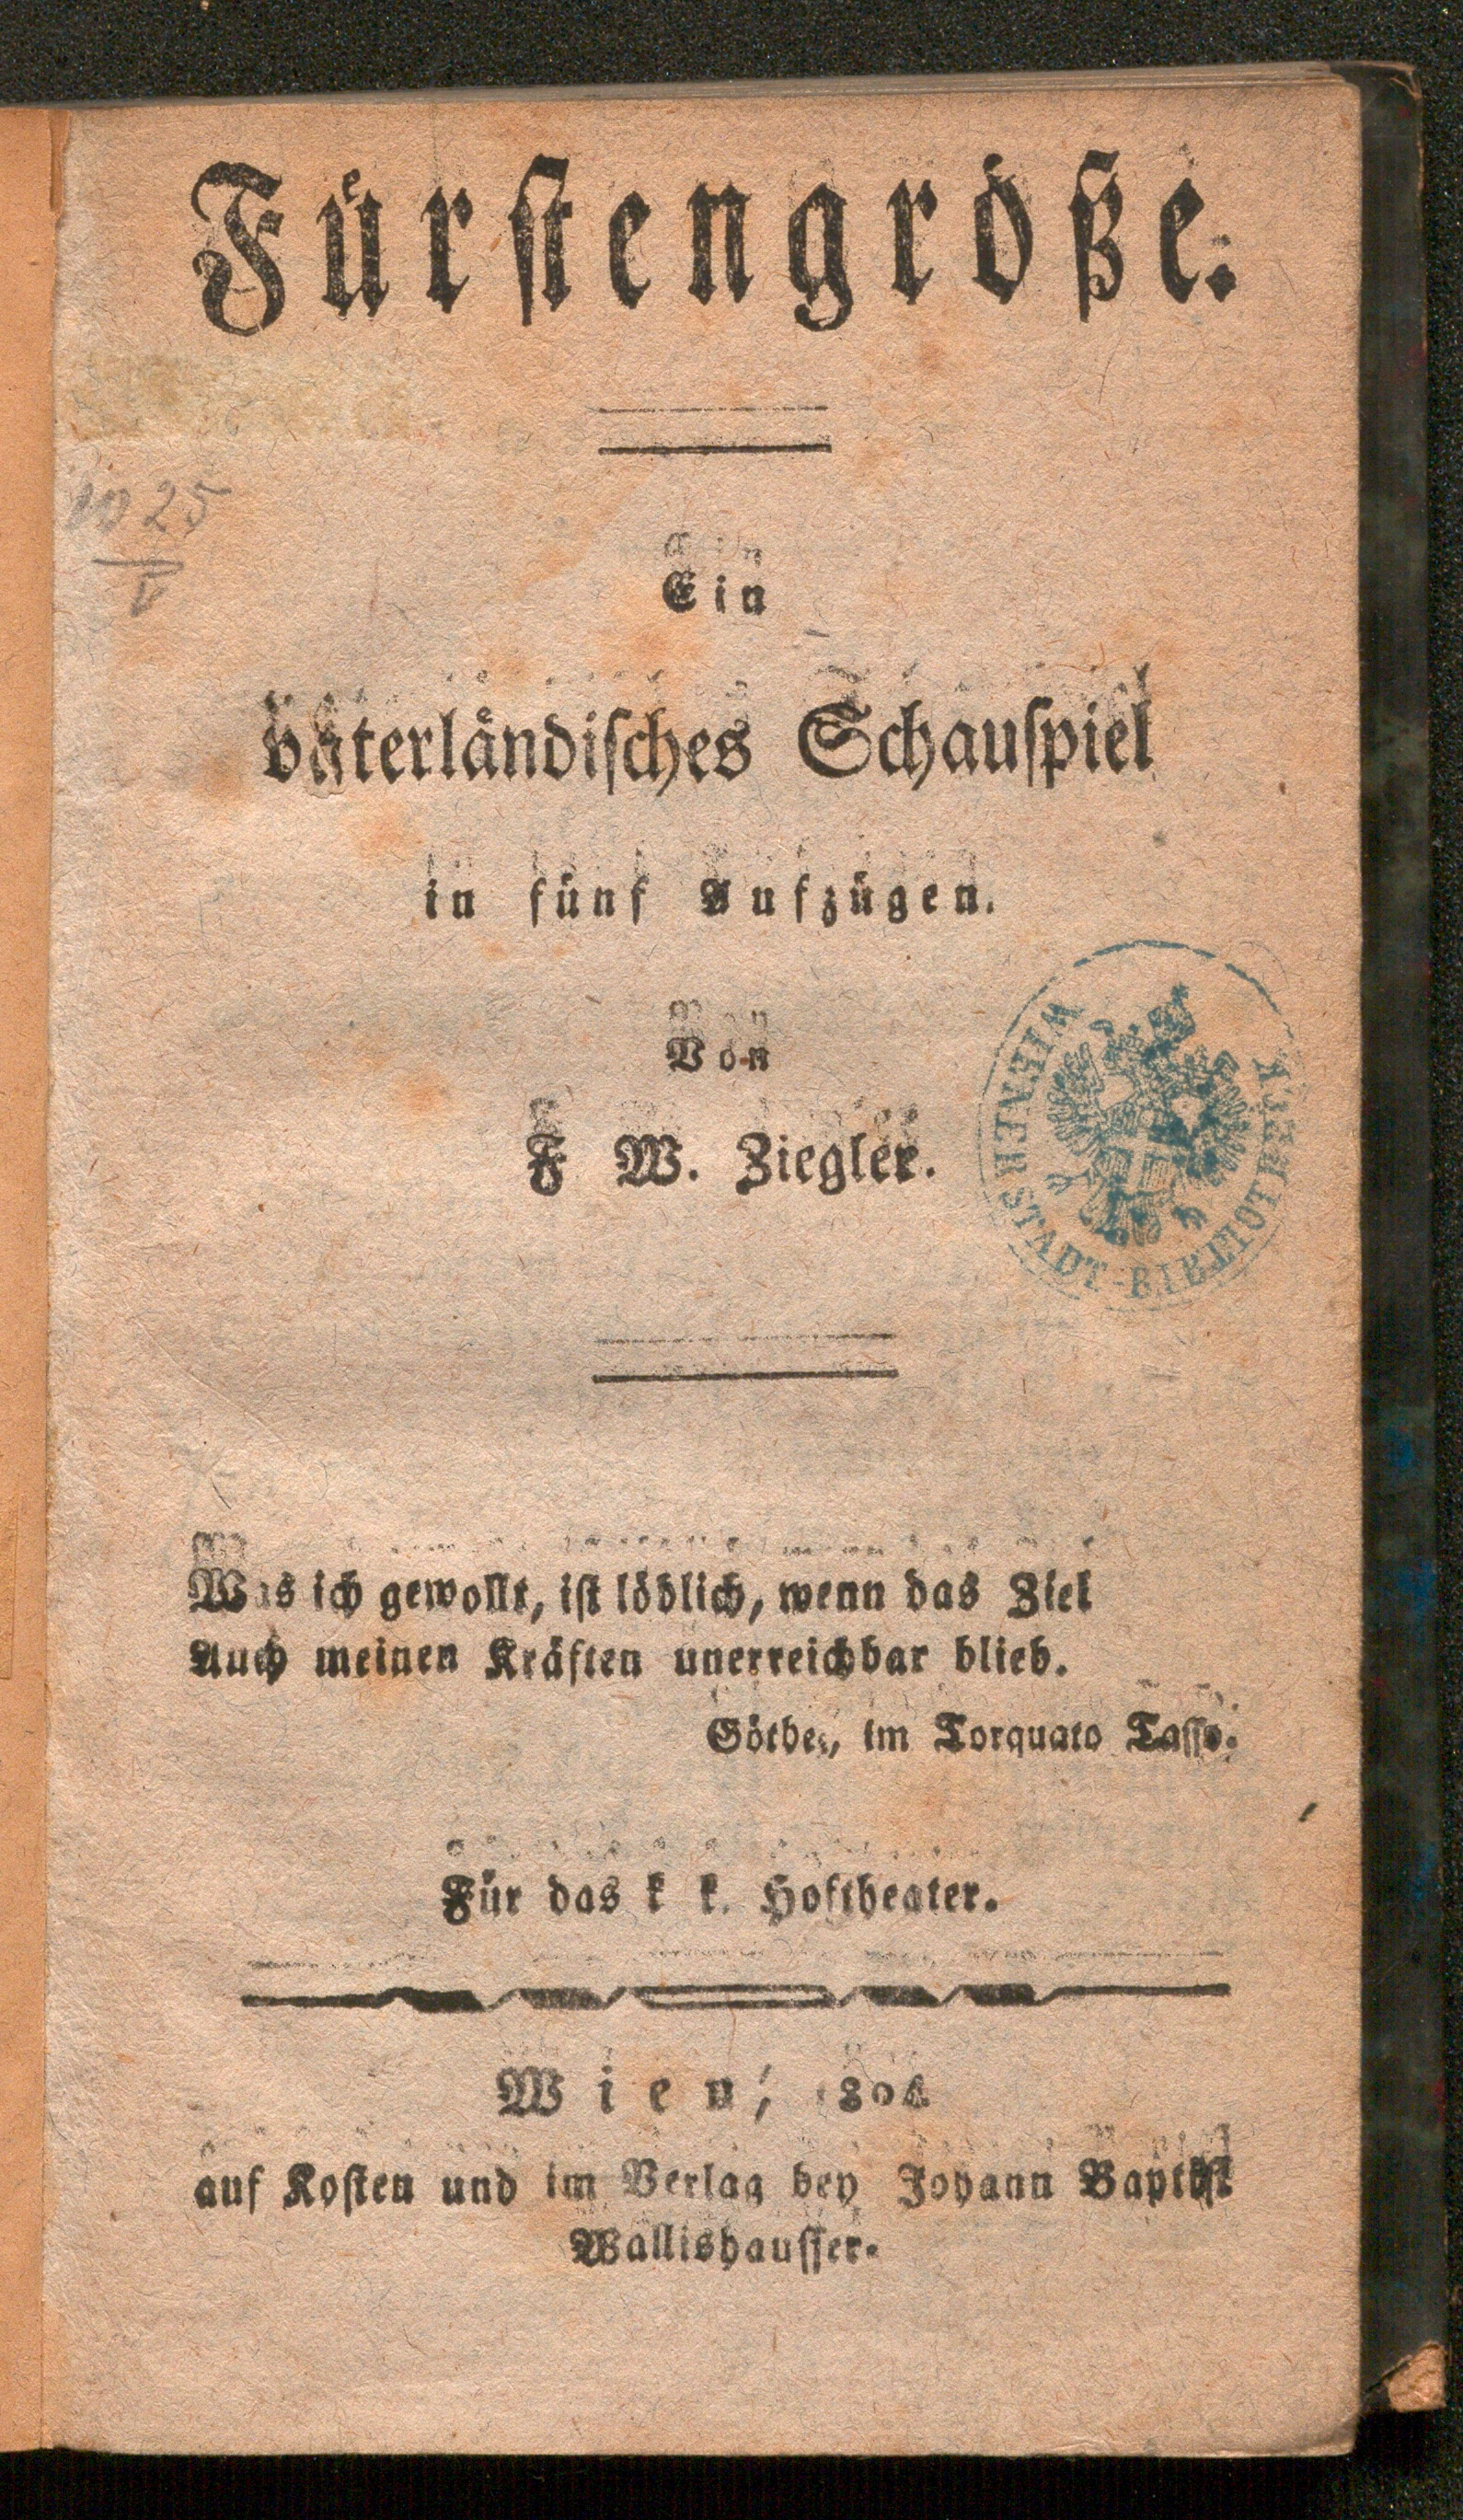 Fürstengröße.
Ein
vaterländisches Schauspiel
in fünf Aufzügen.
Von
F W. Ziegler.
WIENER STADT-BIBLIOTHEK
Was ich gewollt, ist löblich, wenn das Ziel
Auch meinen Kräften unerreichbar blieb.
Göthe, im Torquato Tasso.
Für das k k. Hoftheater.
Wien,
auf Kosten und im Verlag bey Johann Baptist
Wallishausser.